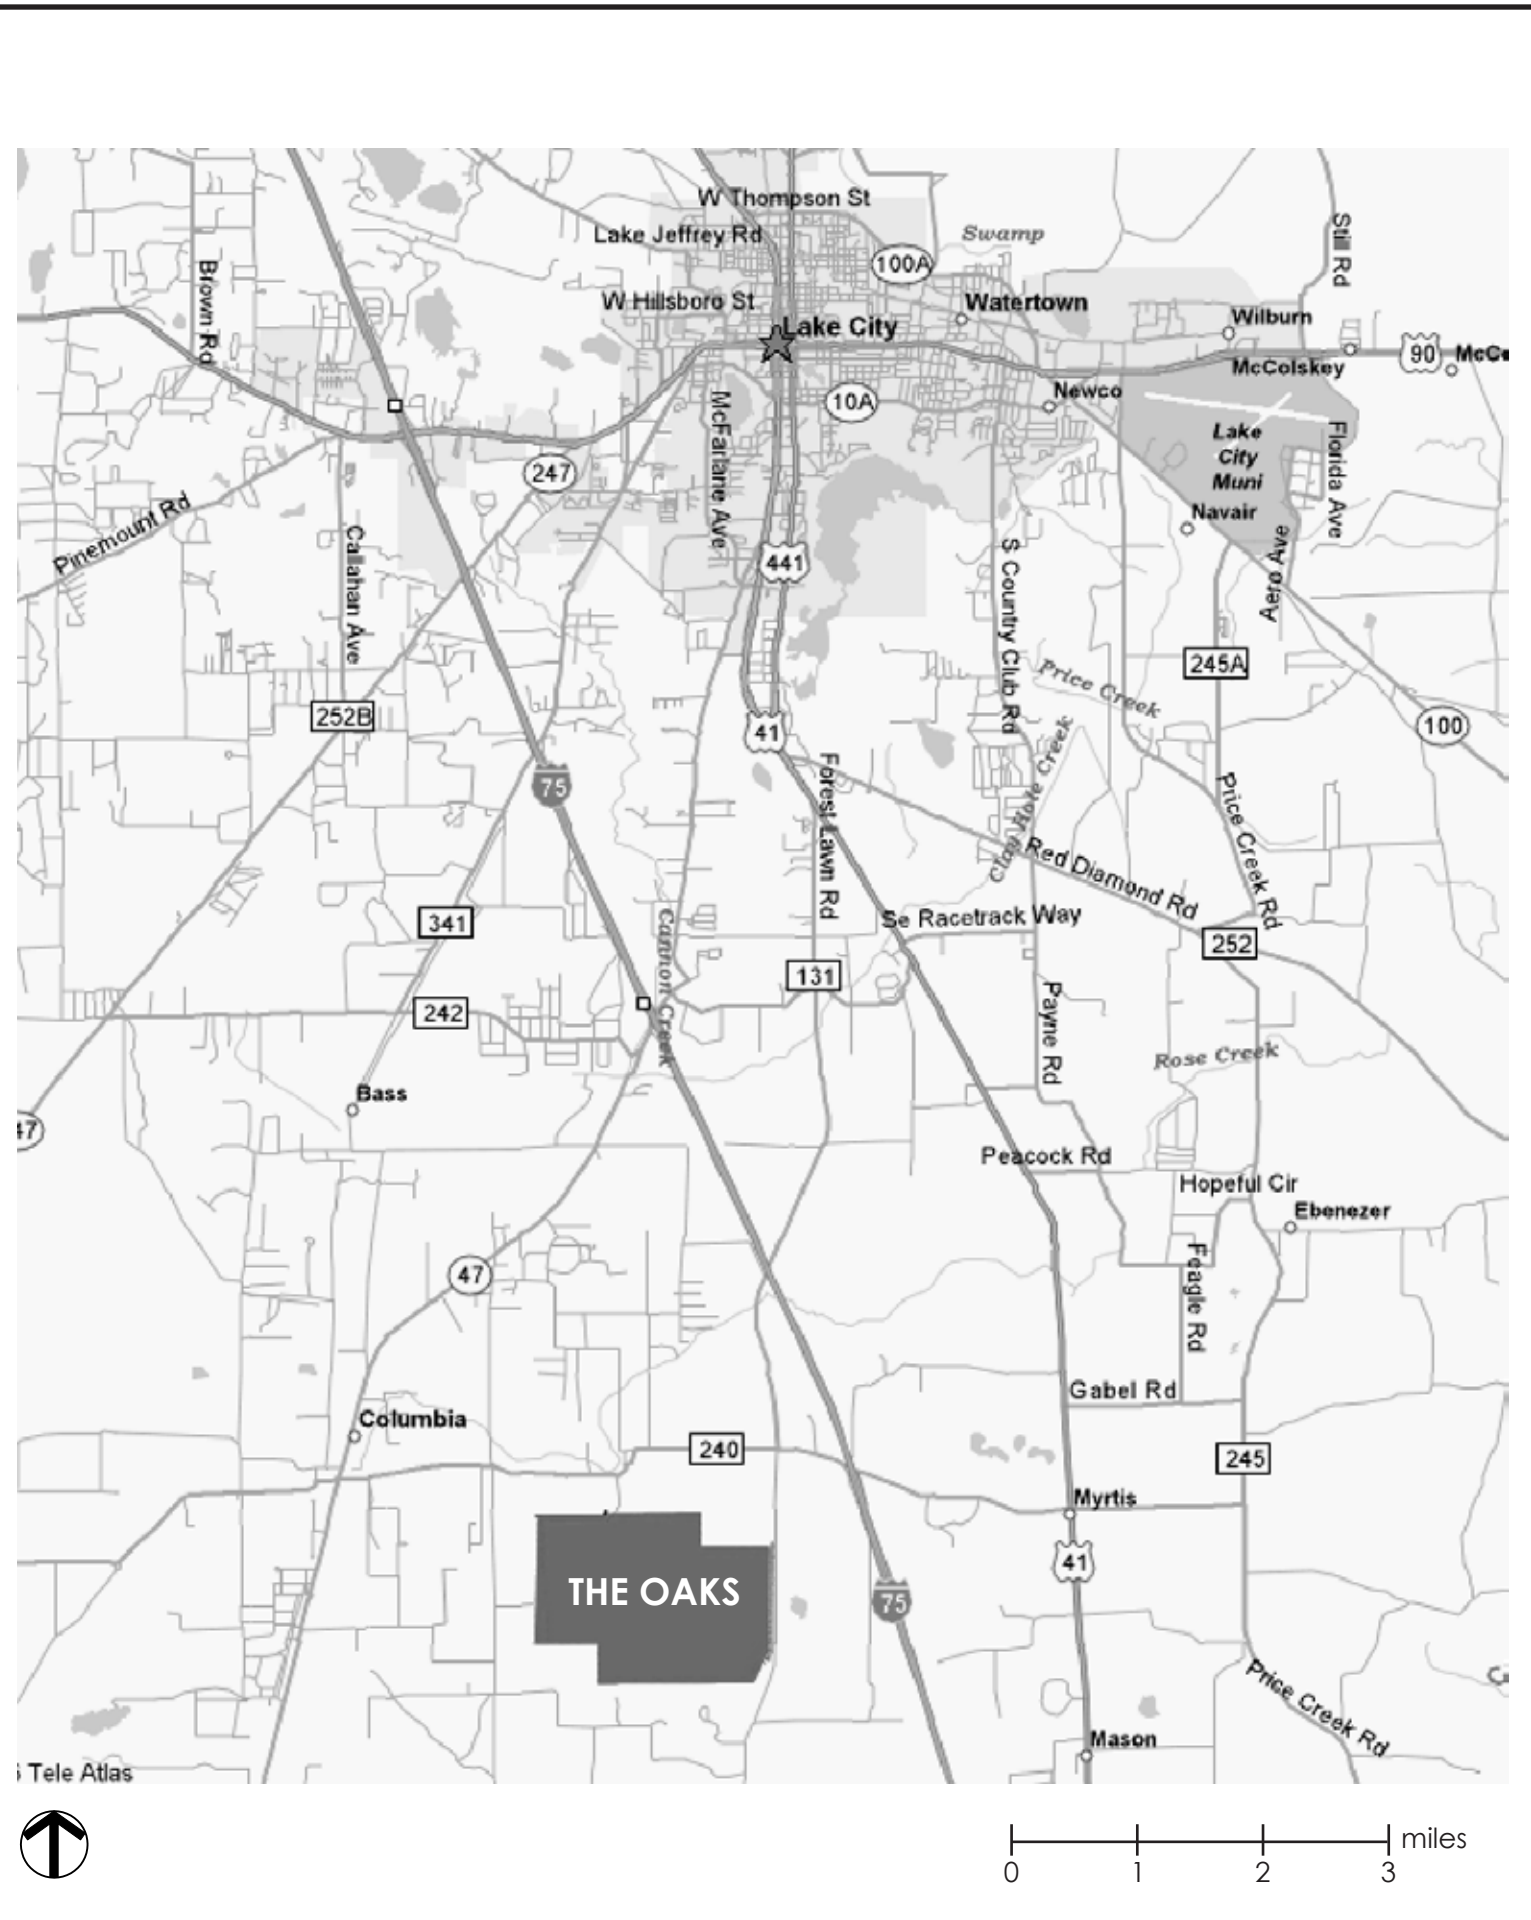 W Thompson St
Lake Jeffrey Rd
Swamp
Still Rd
100A
Brown Rd
W Hillsboro St
Watertown
Lake City
Wilburn
90
McColskey
Newco
10A
McFarlane Ave
Lake
City
Muni
Florida Ave
247
Pinemount Rd
Navair
Callahan Ave
441
S Country Club Rd
Aero Ave
245A
Price Creek
252B
41
100
75
Forest Lawn Rd
Clay Hole Creek
Price Creek Rd
Red Diamond Rd
341
Cannon Creek
Se Racetrack Way
252
131
242
Payne Rd
Rose Creek
Bass
47
Peacock Rd
Hopeful Cir
Ebenezer
47
Feagle Rd
Gabel Rd
Columbia
240
245
Myrtis
41
THE OAKS
75
Price Creek Rd
Mason
Tele Atlas
miles
0 1 2 3